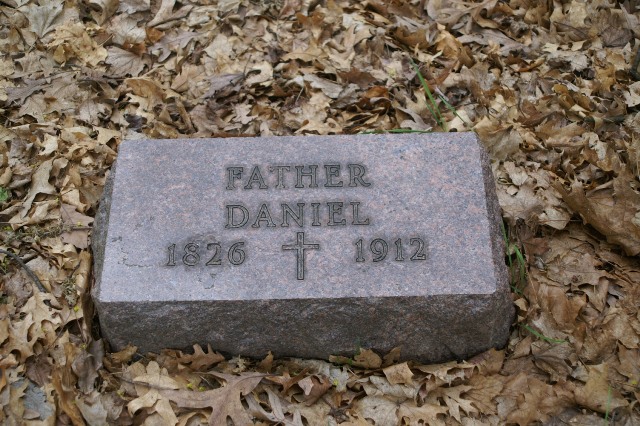 FATHER
DANIEL
1826 1912